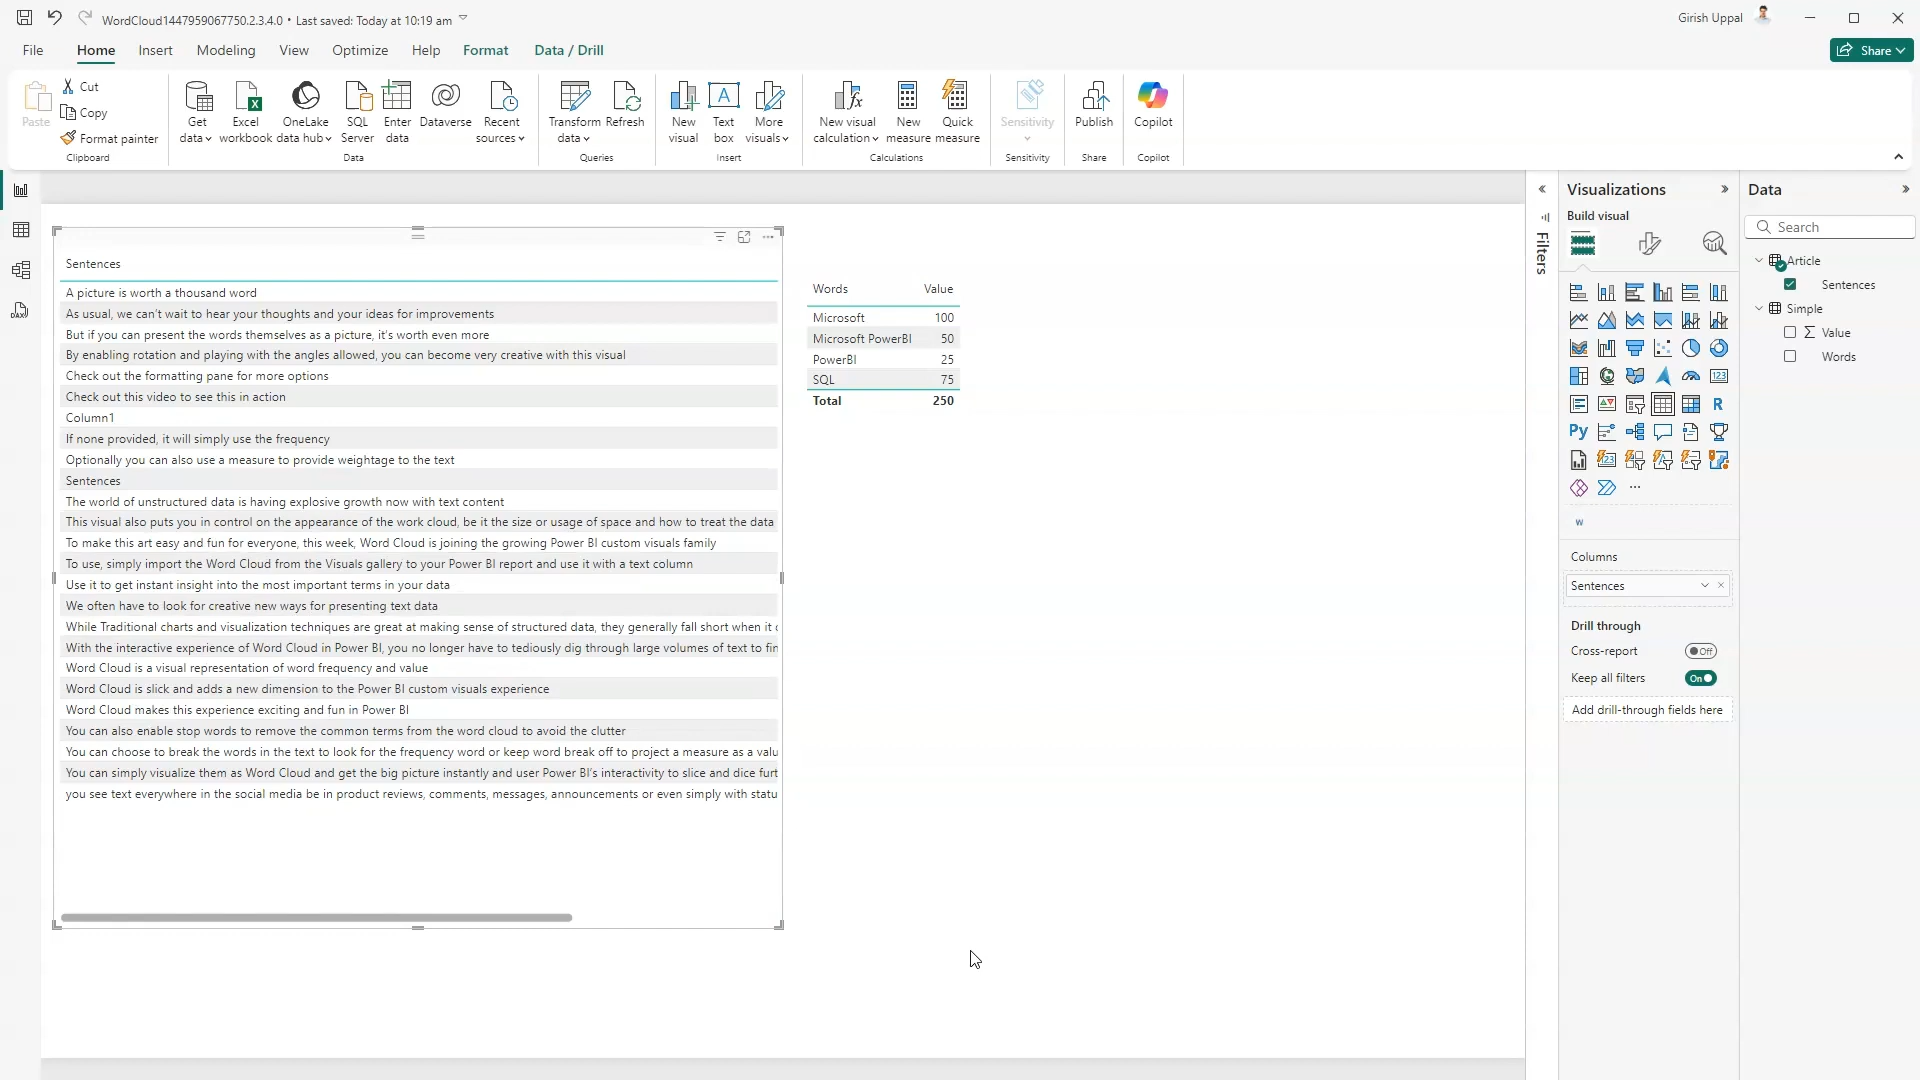 WordCloud1447959067750.2.3.4.0 • Last saved: Today at 10:19 am
Girish Uppal
File Home Insert Modeling View Optimize Help Format Data / Drill
Share
Paste
Cut
Copy
Format painter
Clipboard
Get data
Excel workbook
OneLake data hub
SQL Server
Enter data
Dataverse
Recent sources
Data
Transform data
Refresh
Queries
New visual
Text box
More visuals
Insert
New visual calculation
New measure
Quick measure
Calculations
Sensitivity
Sensitivity
Publish
Share
Copilot
Copilot
Sentences
A picture is worth a thousand word
As usual, we can't wait to hear your thoughts and your ideas for improvements
But if you can present the words themselves as a picture, it's worth even more
By enabling rotation and playing with the angles allowed, you can become very creative with this visual
Check out the formatting pane for more options
Check out this video to see this in action
Column1
If none provided, it will simply use the frequency
Optionally you can also use a measure to provide weightage to the text
Sentences
The world of unstructured data is having explosive growth now with text content
This visual also puts you in control on the appearance of the work cloud, be it the size or usage of space and how to treat the data
To make this art easy and fun for everyone, this week, Word Cloud is joining the growing Power BI custom visuals family
To use, simply import the Word Cloud from the Visuals gallery to your Power BI report and use it with a text column
Use it to get instant insight into the most important terms in your data
We often have to look for creative new ways for presenting text data
While Traditional charts and visualization techniques are great at making sense of structured data, they generally fall short when it
With the interactive experience of Word Cloud in Power BI, you no longer have to tediously dig through large volumes of text to fin
Word Cloud is a visual representation of word frequency and value
Word Cloud is slick and adds a new dimension to the Power BI custom visuals experience
Word Cloud makes this experience exciting and fun in Power BI
You can also enable stop words to remove the common terms from the word cloud to avoid the clutter
You can choose to break the words in the text to look for the frequency word or keep word break off to project a measure as a valu
You can simply visualize them as Word Cloud and get the big picture instantly and user Power BI's interactivity to slice and dice furt
you see text everywhere in the social media be in product reviews, comments, messages, announcements or even simply with statu
Words Value
Microsoft 100
Microsoft PowerBI 50
PowerBI 25
SQL 75
Total 250
Filters
Visualizations
Build visual
123
R
Py
123
W
Columns
Sentences
Drill through
Cross-report Off
Keep all filters On
Add drill-through fields here
Data
Search
Article
Sentences
Simple
Σ Value
Words